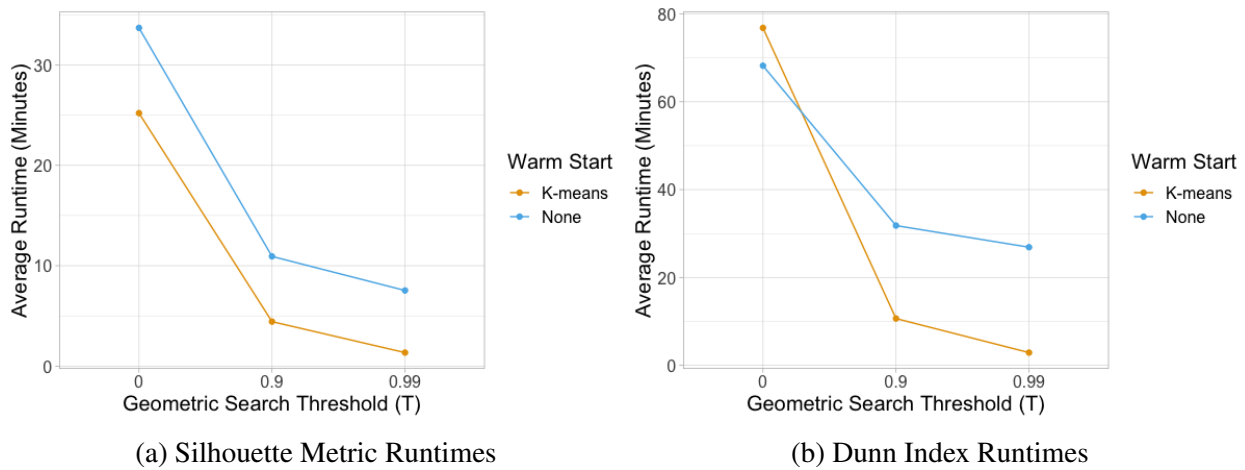 Average Runtime (Minutes)
30
20
10
0
0
0.9
0.99
Geometric Search Threshold (T)
Warm Start
K-means
None
(a) Silhouette Metric Runtimes
Average Runtime (Minutes)
80
60
40
20
0
0
0.9
0.99
Geometric Search Threshold (T)
Warm Start
K-means
None
(b) Dunn Index Runtimes